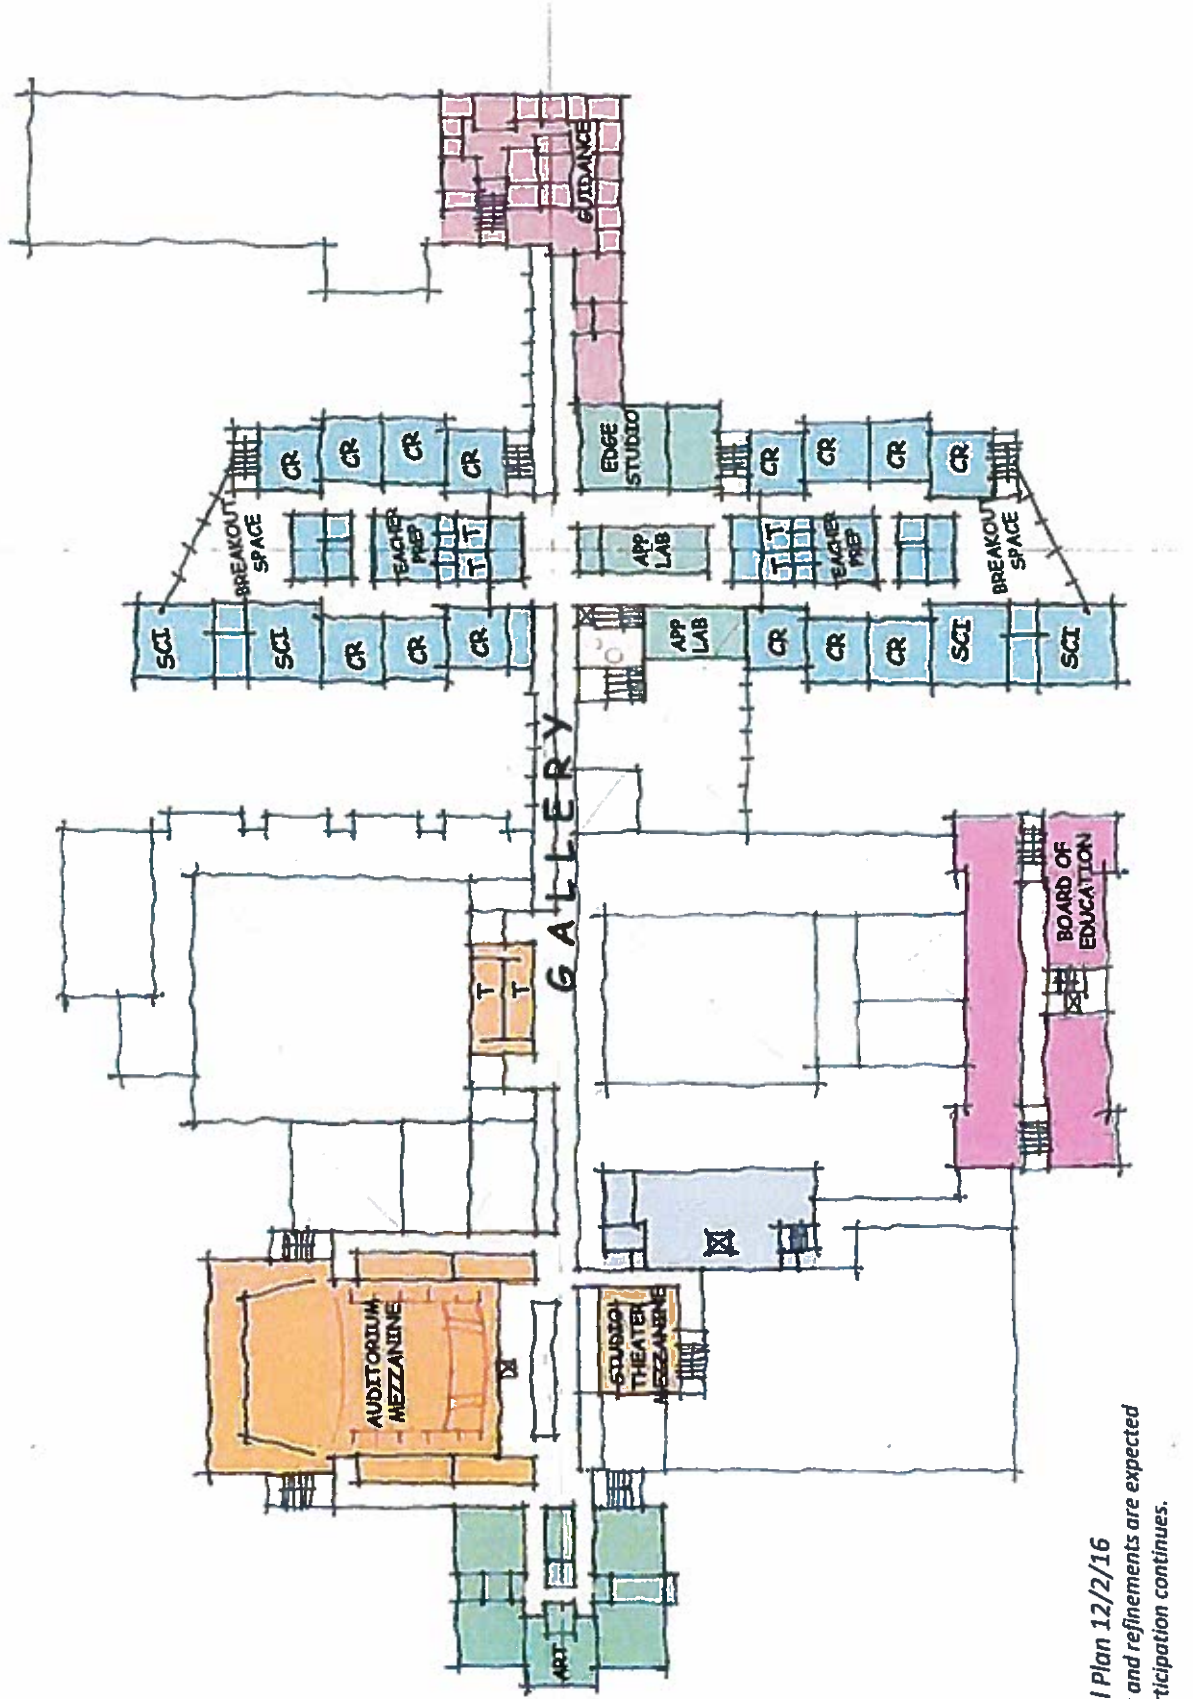 SCI
BREAKOUT
SPACE
SCI
CR
CR
CR
AUDITORIUM
MEZZANINE
TEACHER
PREP
CR
CR
CR
T T
CR
T
T
GALLERY
ART
GUIDANCE
EDGE
STUDIO
STUDIO
THEATER
MEZZANINE
APP
LAB
APP
LAB
CR
T T
CR
CR
TEACHER
PREP
CR
CR
CR
SCI
CR
BREAKOUT
SPACE
SCI
BOARD OF
EDUCATION
Plan 12/2/16
and refinements are expected
ticipation continues.